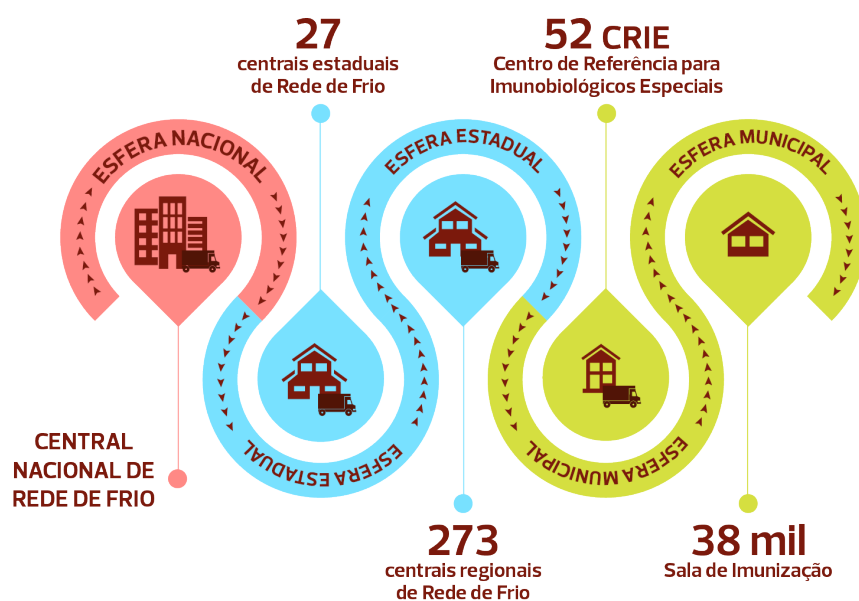 27
centrais estaduais
de Rede de Frio
52 CRIE
Centro de Referência para
Imunobiológicos Especiais
ESFERA NACIONAL
ESFERA ESTADUAL
ESFERA MUNICIPAL
ESFERA ESTADUAL
ESFERA MUNICIPAL
CENTRAL
NACIONAL DE
REDE DE FRIO
273
centrais regionais
de Rede de Frio
38 mil
Sala de Imunização